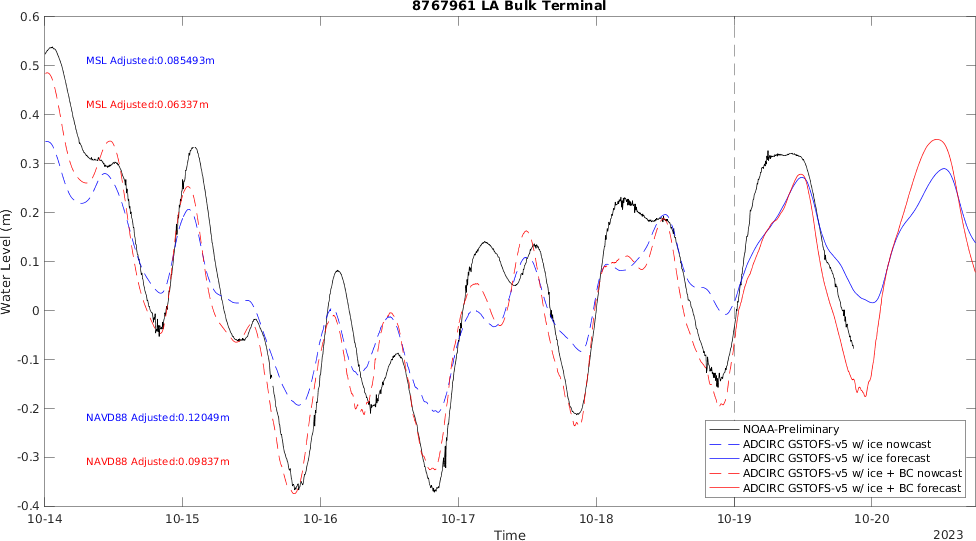 8767961 LA Bulk Terminal
0.6
0.5
0.4
0.3
0.2
0.1
0
-0.1
-0.2
-0.3
-0.4
Water Level (m)
MSL Adjusted:0.085493m
MSL Adjusted:0.06337m
NAVD88 Adjusted:0.12049m
NAVD88 Adjusted:0.09837m
NOAA-Preliminary
ADCIRC GSTOFS-v5 w/ ice nowcast
ADCIRC GSTOFS-v5 w/ ice forecast
ADCIRC GSTOFS-v5 w/ ice + BC nowcast
ADCIRC GSTOFS-v5 w/ ice + BC forecast
10-14 10-15 10-16 10-17 10-18 10-19 10-20
Time
2023